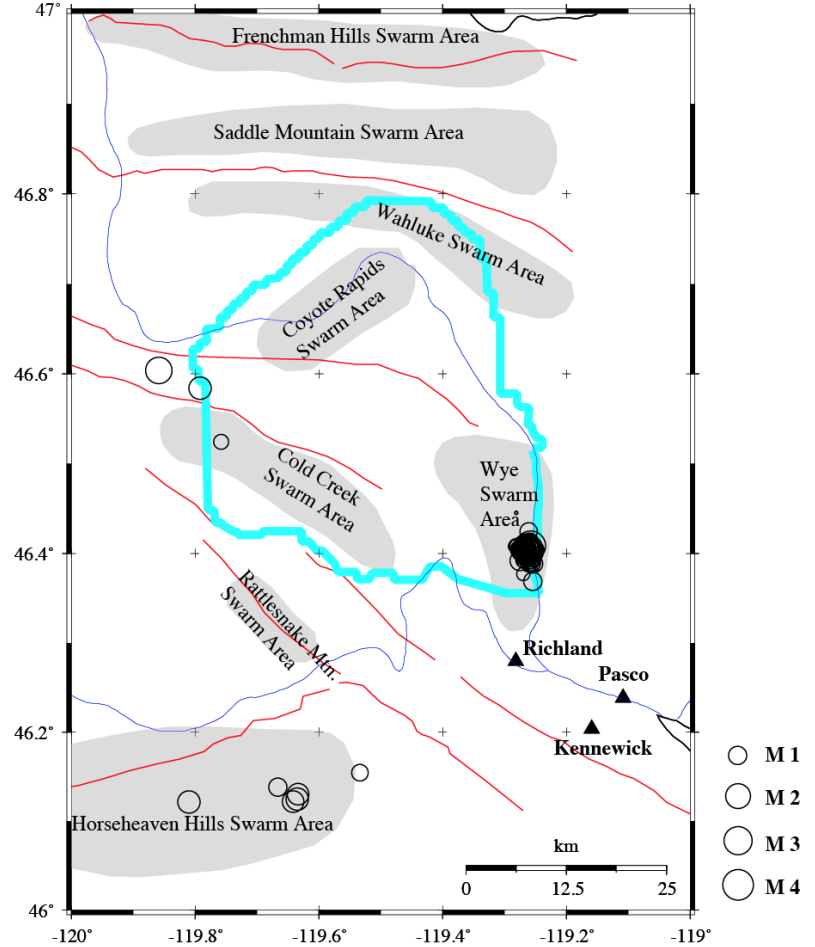 47°
Frenchman Hills Swarm Area
Saddle Mountain Swarm Area
46.8°
Wahluke Swarm Area
Coyote Rapids
Swarm Area
46.6°
Cold Creek
Swarm Area
Wye
Swarm
Area
46.4°
Rattlesnake Mtn.
Swarm Area
Richland
Pasco
46.2°
Kennewick
M 1
M 2
M 3
M 4
Horseheaven Hills Swarm Area
km
0 12.5 25
46°
-120° -119.8° -119.6° -119.4° -119.2° -119°